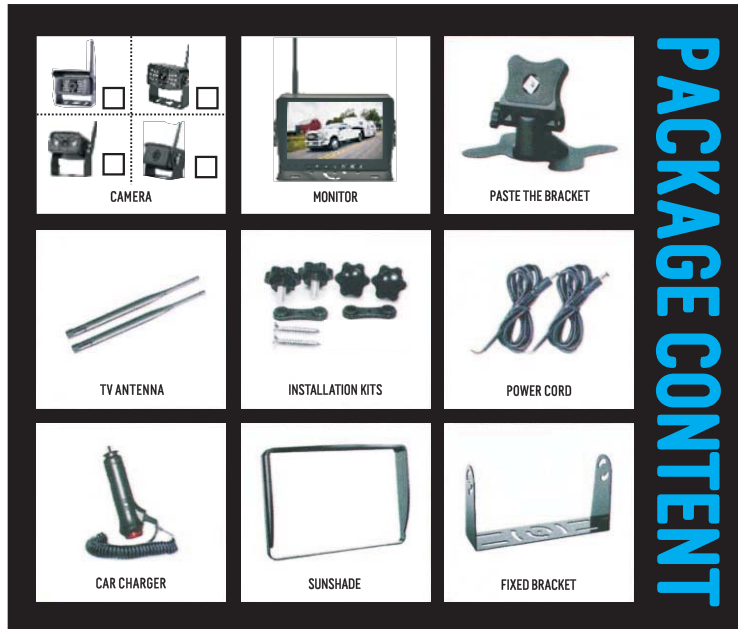 CAMERA
MONITOR
PASTE THE BRACKET
TV ANTENNA
INSTALLATION KITS
POWER CORD
CAR CHARGER
SUNSHADE
FIXED BRACKET
PACKAGE CONTENT